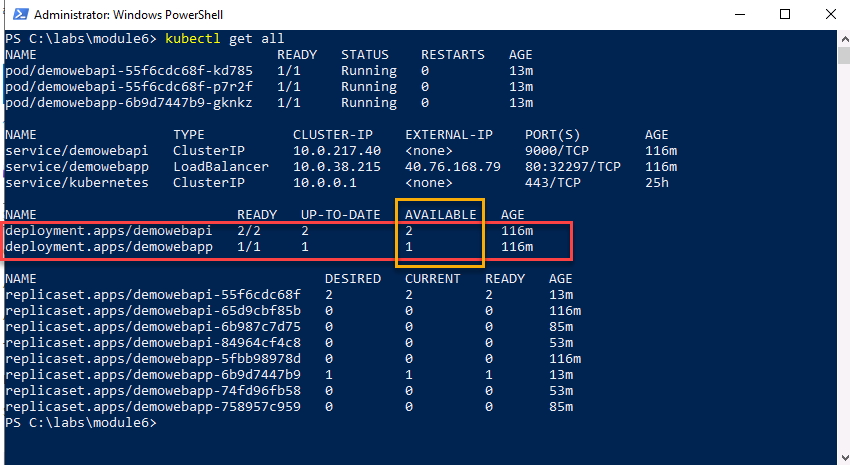 Administrator: Windows PowerShell
PS C:\labs\module6> kubectl get all
NAME READY STATUS RESTARTS AGE
pod/demowebapi-55f6cdc68f-kd785 1/1 Running 0 13m
pod/demowebapi-55f6cdc68f-p7r2f 1/1 Running 0 13m
pod/demowebapp-6b9d7447b9-gknkz 1/1 Running 0 13m
NAME TYPE CLUSTER-IP EXTERNAL-IP PORT(S) AGE
service/demowebapi ClusterIP 10.0.217.40 <none> 9000/TCP 116m
service/demowebapp LoadBalancer 10.0.38.215 40.76.168.79 80:32297/TCP 116m
service/kubernetes ClusterIP 10.0.0.1 <none> 443/TCP 25h
NAME READY UP-TO-DATE AVAILABLE AGE
deployment.apps/demowebapi 2/2 2 2 116m
deployment.apps/demowebapp 1/1 1 1 116m
NAME DESIRED CURRENT READY AGE
replicaset.apps/demowebapi-55f6cdc68f 2 2 2 13m
replicaset.apps/demowebapi-65d9cbf85b 0 0 0 116m
replicaset.apps/demowebapi-6b987c7d75 0 0 0 85m
replicaset.apps/demowebapi-84964cf4c8 0 0 0 53m
replicaset.apps/demowebapp-5fbb98978d 0 0 0 116m
replicaset.apps/demowebapp-6b9d7447b9 1 1 1 13m
replicaset.apps/demowebapp-74fd96fb58 0 0 0 53m
replicaset.apps/demowebapp-758957c959 0 0 0 85m
PS C:\labs\module6>